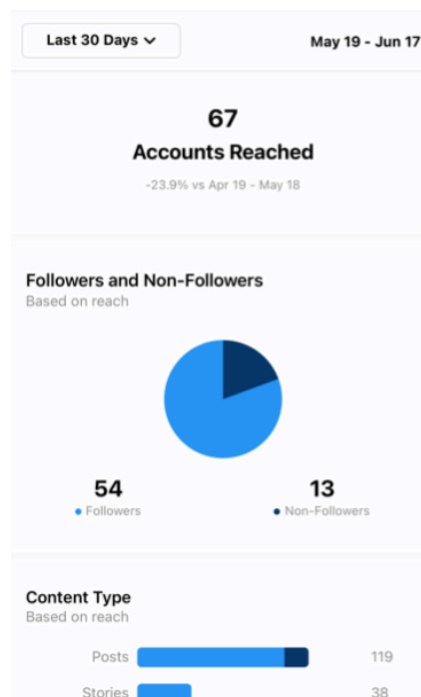 Last 30 Days
May 19 - Jun 17
67
Accounts Reached
-23.9% vs Apr 19 - May 18
Followers and Non-Followers
Based on reach
54 13
Followers Non-Followers
Content Type
Based on reach
Posts 119
Stories 38